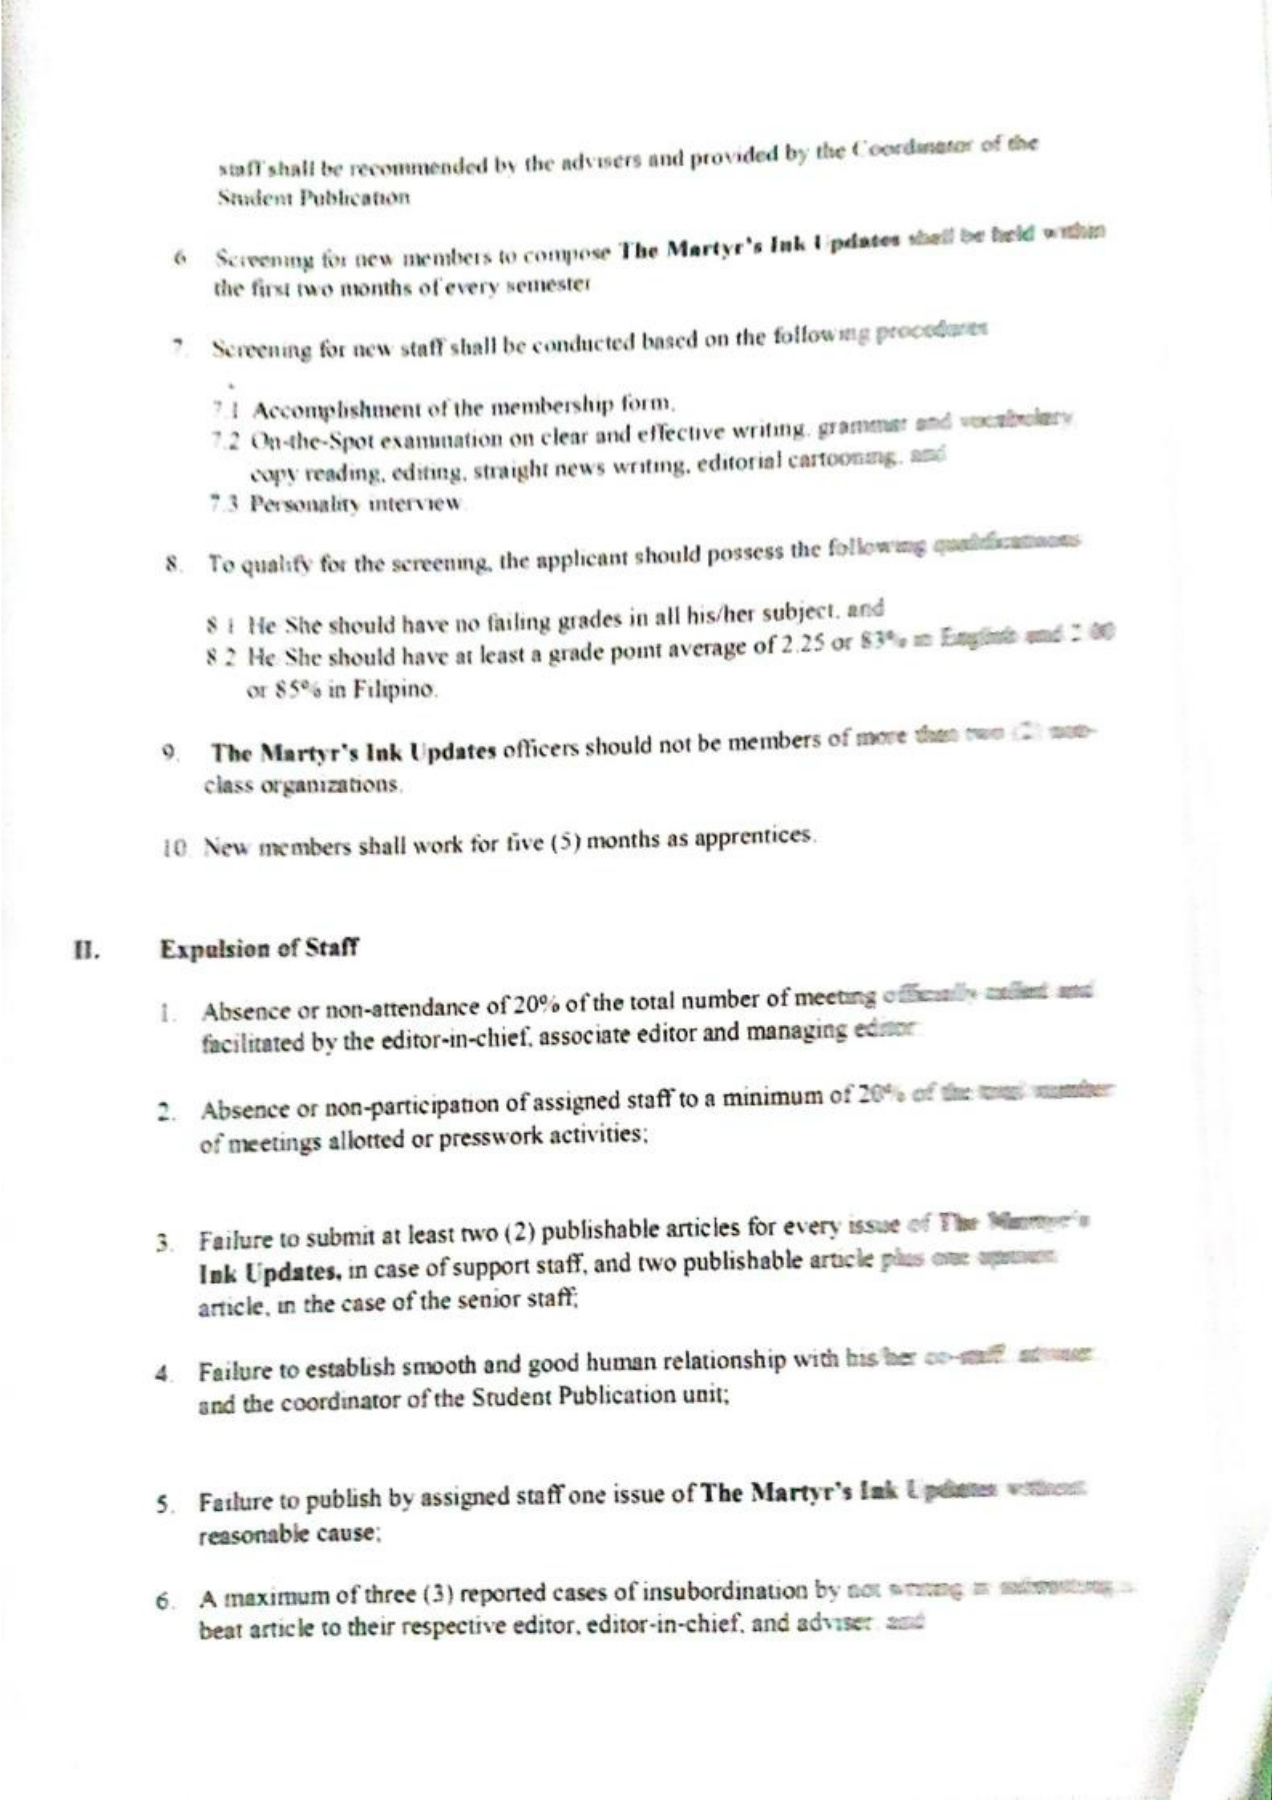 staff shall be recommended by the advisers and provided by the Coordinator of the
Student Publication
6 Screening for new members to compose The Martyr's Ink Updates shall be held within
the first two months of every semester
7. Screening for new staff shall be conducted based on the following procedures
7.1 Accomplishment of the membership form,
7.2 On-the-Spot examination on clear and effective writing, grammar and vocabulary
copy reading, editing, straight news writing, editorial cartooning, and
7.3 Personality interview
8. To qualify for the screening, the applicant should possess the following qualifications
8 1 He She should have no failing grades in all his/her subject, and
8 2 He She should have at least a grade point average of 2.25 or 83% in English and 2.00
or 85% in Filipino.
9. The Martyr's Ink Updates officers should not be members of more than two (2) non-
class organizations.
10 New members shall work for five (5) months as apprentices.
II. Expulsion of Staff
1. Absence or non-attendance of 20% of the total number of meeting officially called and
facilitated by the editor-in-chief, associate editor and managing editor
2. Absence or non-participation of assigned staff to a minimum of 20% of the total number
of meetings allotted or presswork activities;
3. Failure to submit at least two (2) publishable articles for every issue of The Martyr's
Ink Updates, in case of support staff, and two publishable article plus one
article, in the case of the senior staff;
4. Failure to establish smooth and good human relationship with his/her co-staff, adviser
and the coordinator of the Student Publication unit;
5. Failure to publish by assigned staff one issue of The Martyr's Ink Updates without
reasonable cause;
6. A maximum of three (3) reported cases of insubordination by not
beat article to their respective editor, editor-in-chief, and adviser and